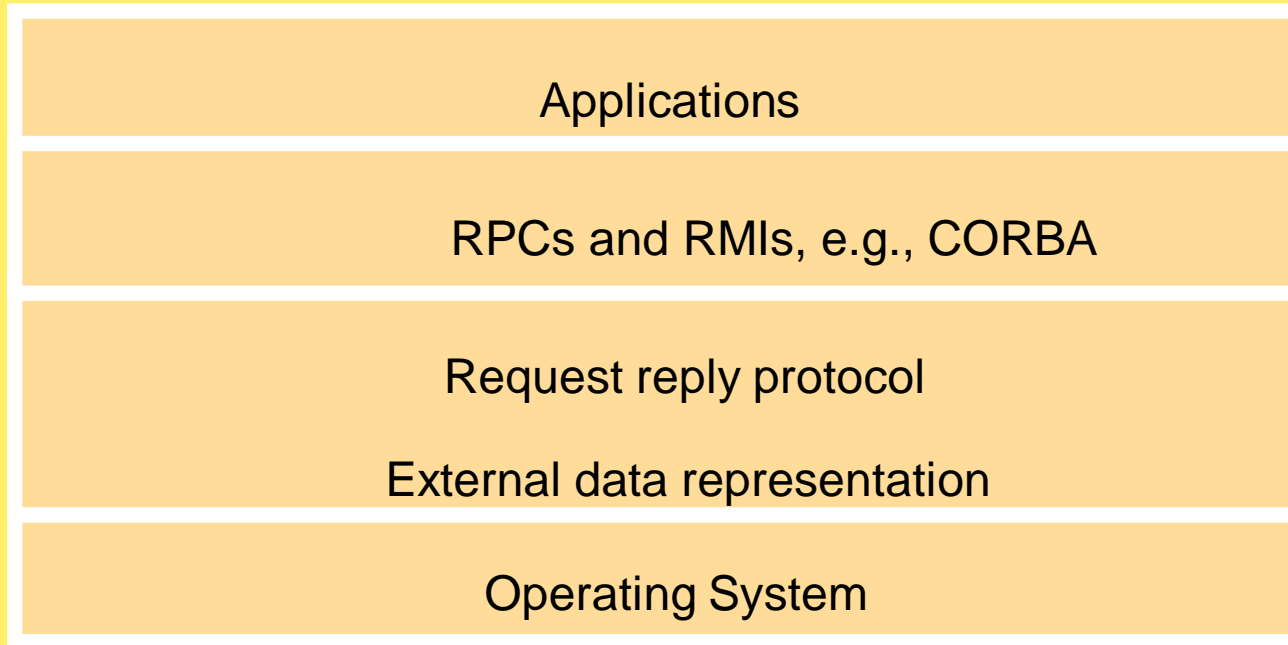 Applications
RPCs and RMIs, e.g., CORBA
Request reply protocol
External data representation
Operating System